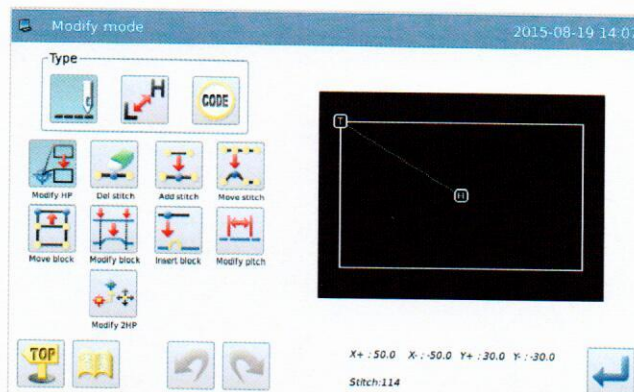 Modify mode
2015-08-19 14:07
Type
L H
CODE
Modify HP
Del stitch
Add stitch
Move stitch
Move block
Modify block
Insert block
Modify pitch
Modify 2HP
TOP
T
H
X+ : 50.0 X- : -50.0 Y+ : 30.0 Y- : -30.0
Stitch:114